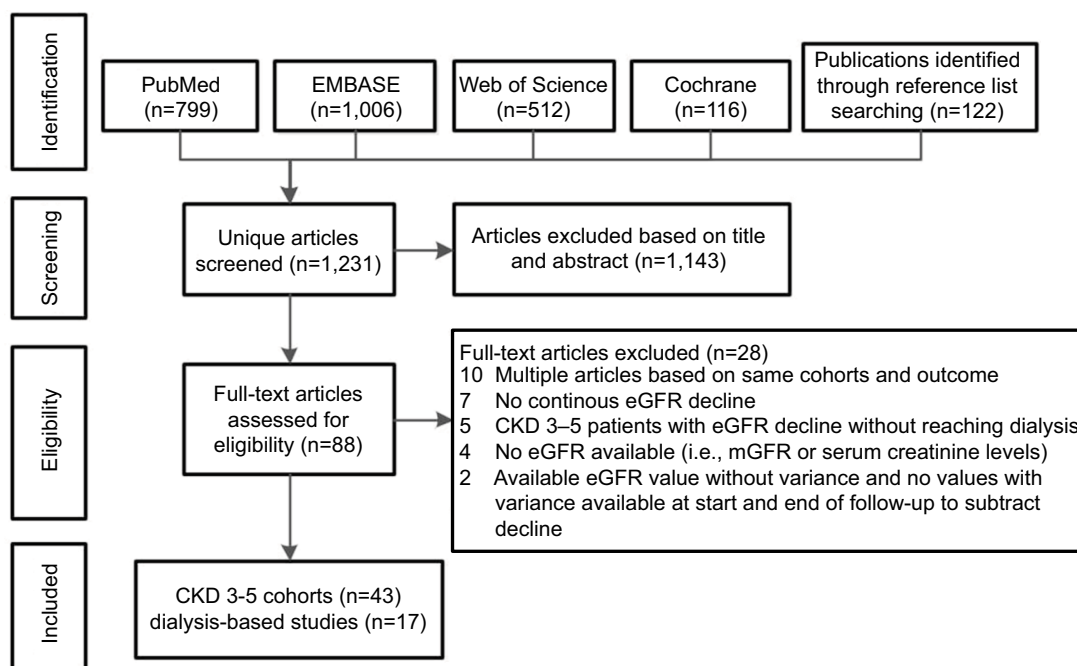 Identification
PubMed
(n=799)
EMBASE
(n=1,006)
Web of Science
(n=512)
Cochrane
(n=116)
Publications identified
through reference list
searching (n=122)
Screening
Unique articles
screened (n=1,231)
Articles excluded based on title
and abstract (n=1,143)
Eligibility
Full-text articles
assessed for
eligibility (n=88)
Full-text articles excluded (n=28)
10 Multiple articles based on same cohorts and outcome
7 No continous eGFR decline
5 CKD 3–5 patients with eGFR decline without reaching dialysis
4 No eGFR available (i.e., mGFR or serum creatinine levels)
2 Available eGFR value without variance and no values with
variance available at start and end of follow-up to subtract
decline
Included
CKD 3-5 cohorts (n=43)
dialysis-based studies (n=17)